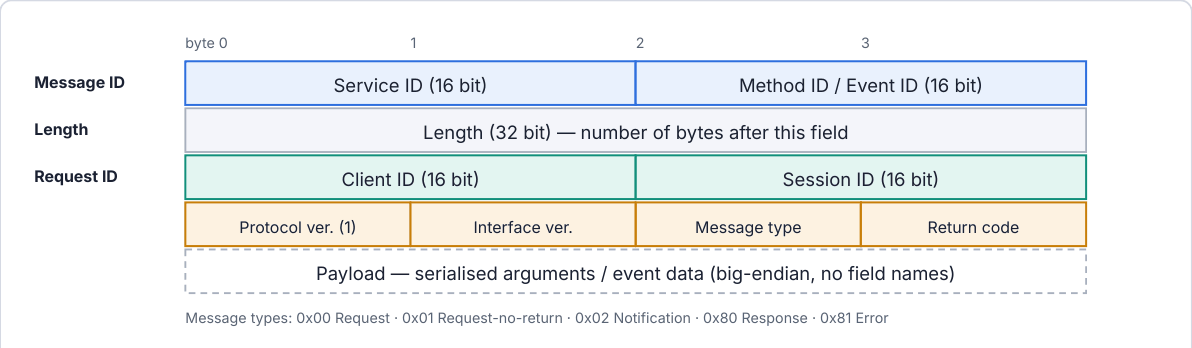 byte 0 1 2 3
Message ID Service ID (16 bit) Method ID / Event ID (16 bit)
Length Length (32 bit) — number of bytes after this field
Request ID Client ID (16 bit) Session ID (16 bit)
Protocol ver. (1) Interface ver. Message type Return code
Payload — serialised arguments / event data (big-endian, no field names)
Message types: 0x00 Request · 0x01 Request-no-return · 0x02 Notification · 0x80 Response · 0x81 Error